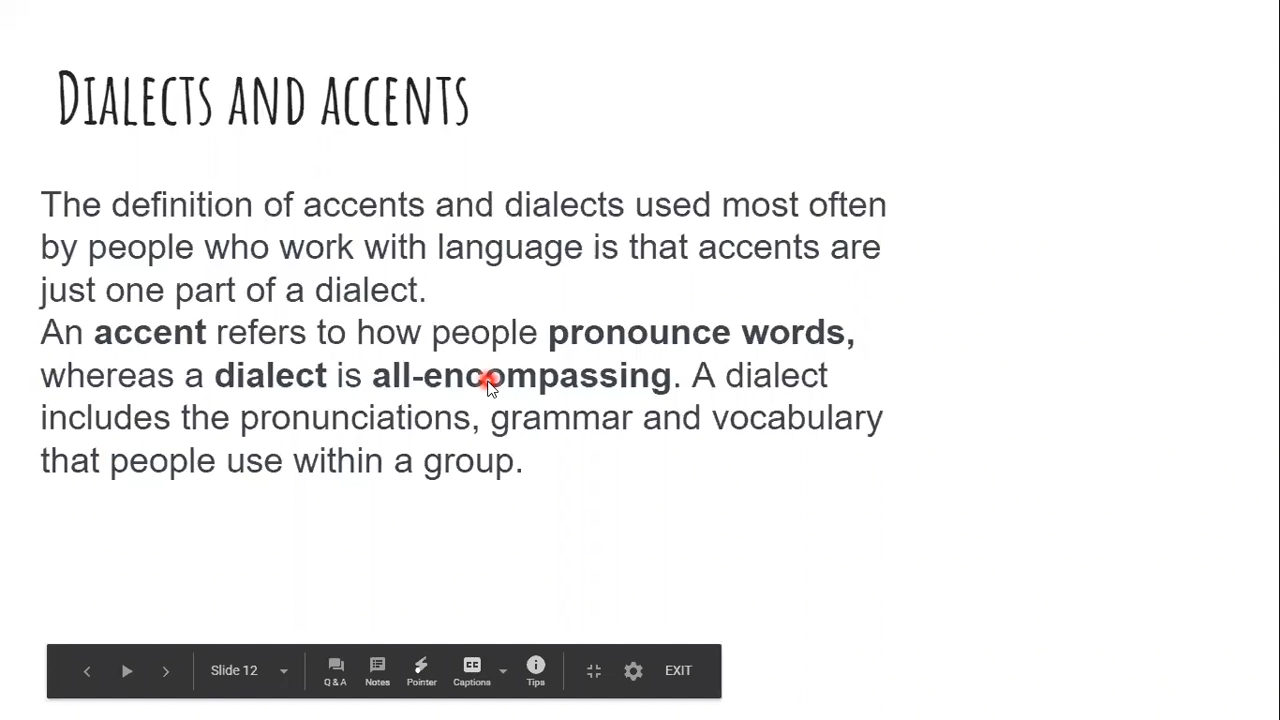 Dialects and accents
The definition of accents and dialects used most often
by people who work with language is that accents are
just one part of a dialect.
An accent refers to how people pronounce words,
whereas a dialect is all-encompassing. A dialect
includes the pronunciations, grammar and vocabulary
that people use within a group.
Slide 12
Q & A Notes Pointer CC Captions Tips EXIT